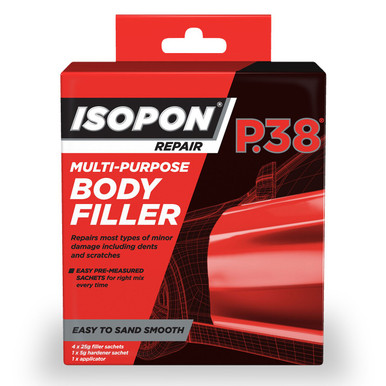 ISOPON®
REPAIR
P.38®
MULTI-PURPOSE
BODY
FILLER
Repairs most types of minor
damage including dents
and scratches
EASY PRE-MEASURED
SACHETS for right mix
every time
EASY TO SAND SMOOTH
4 x 25g filler sachets
1 x 5g hardener sachet
1 x applicator